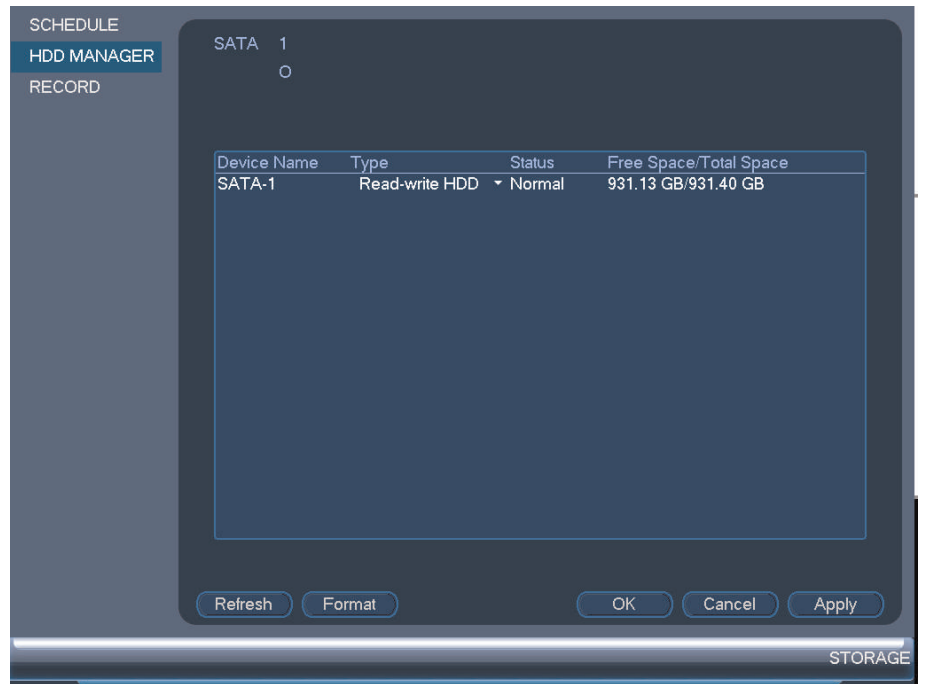 SCHEDULE
HDD MANAGER
RECORD
SATA 1
O
Device Name Type Status Free Space/Total Space
SATA-1 Read-write HDD Normal 931.13 GB/931.40 GB
Refresh Format OK Cancel Apply
STORAGE